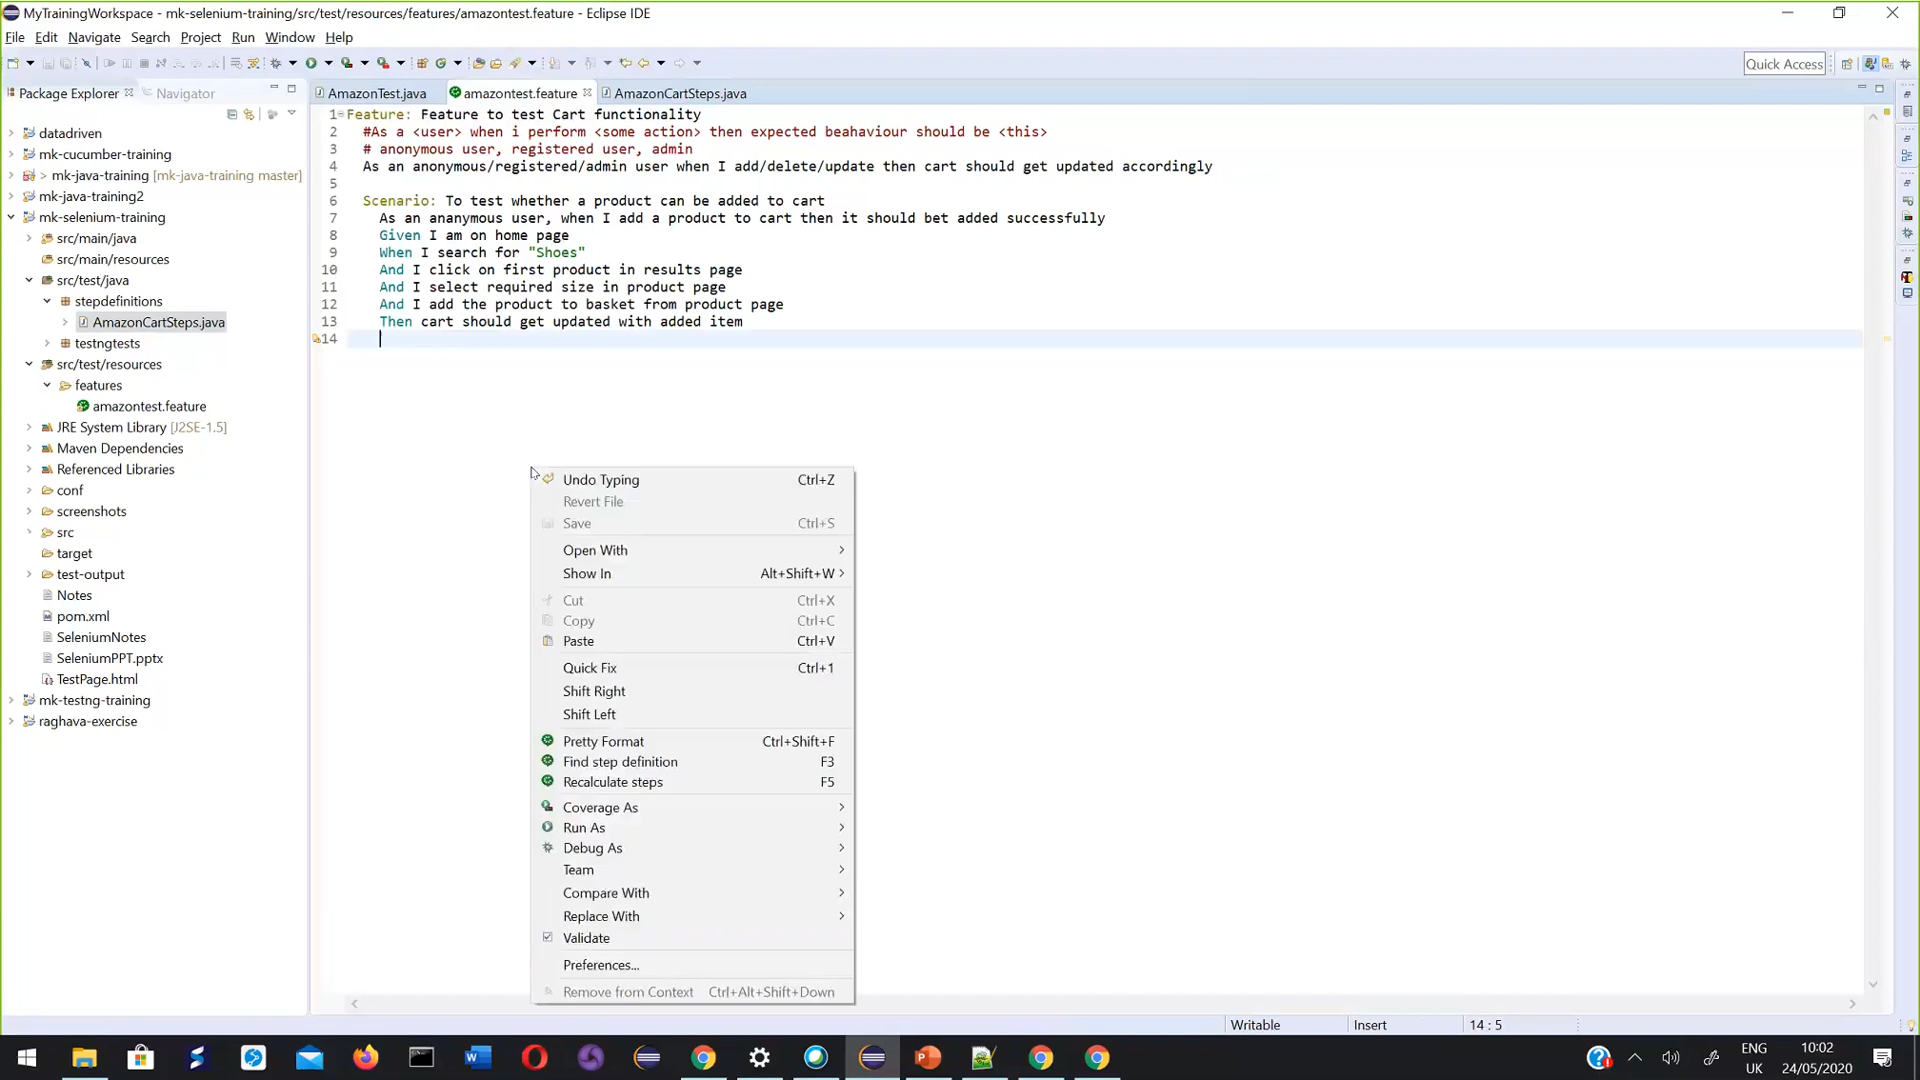 MyTrainingWorkspace - mk-selenium-training/src/test/resources/features/amazontest.feature - Eclipse IDE
File Edit Navigate Search Project Run Window Help
Quick Access
Package Explorer Navigator
AmazonTest.java amazontest.feature AmazonCartSteps.java
datadriven
mk-cucumber-training
> mk-java-training [mk-java-training master]
mk-java-training2
mk-selenium-training
src/main/java
src/main/resources
src/test/java
stepdefinitions
AmazonCartSteps.java
testngtests
src/test/resources
features
amazontest.feature
JRE System Library [J2SE-1.5]
Maven Dependencies
Referenced Libraries
conf
screenshots
src
target
test-output
Notes
pom.xml
SeleniumNotes
SeleniumPPT.pptx
TestPage.html
mk-testng-training
raghava-exercise
1 Feature: Feature to test Cart functionality
2 #As a <user> when i perform <some action> then expected beahaviour should be <this>
3 # anonymous user, registered user, admin
4 As an anonymous/registered/admin user when I add/delete/update then cart should get updated accordingly
5
6 Scenario: To test whether a product can be added to cart
7 As an ananymous user, when I add a product to cart then it should bet added successfully
8 Given I am on home page
9 When I search for "Shoes"
10 And I click on first product in results page
11 And I select required size in product page
12 And I add the product to basket from product page
13 Then cart should get updated with added item
14
Undo Typing Ctrl+Z
Revert File
Save Ctrl+S
Open With
Show In Alt+Shift+W
Cut Ctrl+X
Copy Ctrl+C
Paste Ctrl+V
Quick Fix Ctrl+1
Shift Right
Shift Left
Pretty Format Ctrl+Shift+F
Find step definition F3
Recalculate steps F5
Coverage As
Run As
Debug As
Team
Compare With
Replace With
Validate
Preferences...
Remove from Context Ctrl+Alt+Shift+Down
Writable Insert 14 : 5
ENG 10:02
UK 24/05/2020